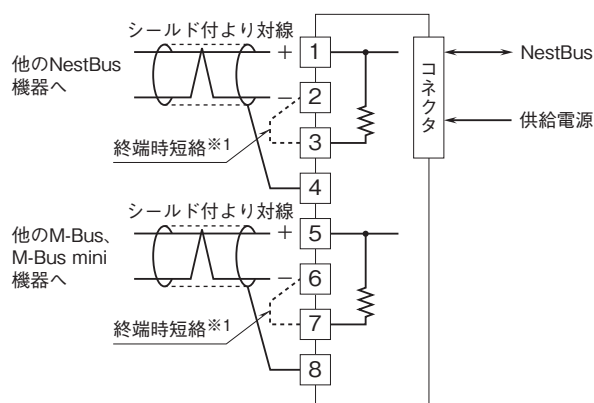 シールド付より対線
他のNestBus
機器へ
+ 1
− 2
3
終端時短絡※1
4
コネクタ
NestBus
供給電源
シールド付より対線
他のM-Bus、
M-Bus mini
機器へ
+ 5
− 6
7
終端時短絡※1
8